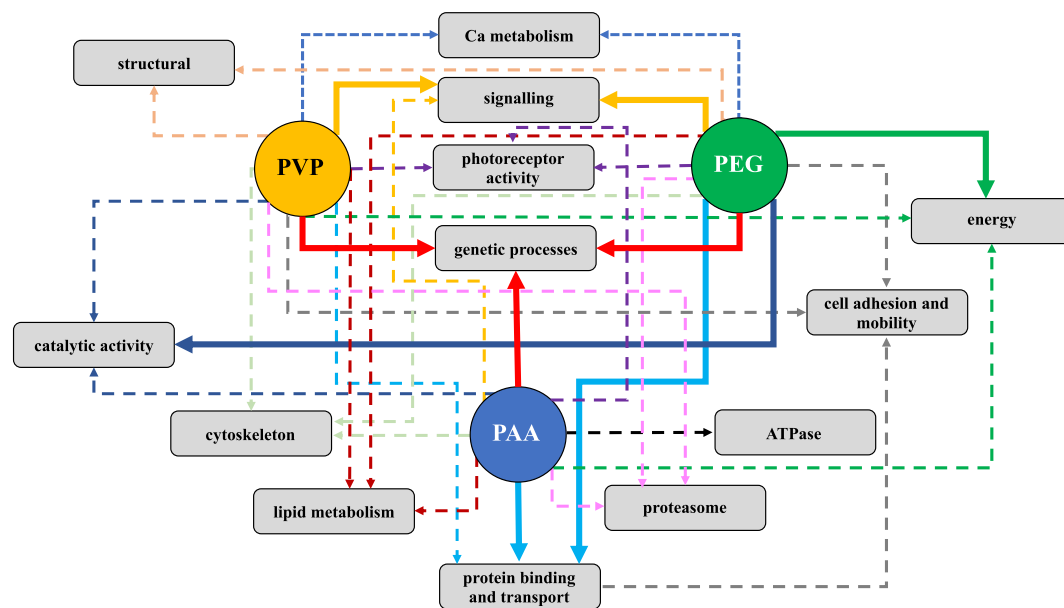 Ca metabolism
structural
signalling
PVP
photoreceptor
activity
PEG
energy
genetic processes
cell adhesion and
mobility
catalytic activity
cytoskeleton
PAA
ATPase
lipid metabolism
proteasome
protein binding
and transport